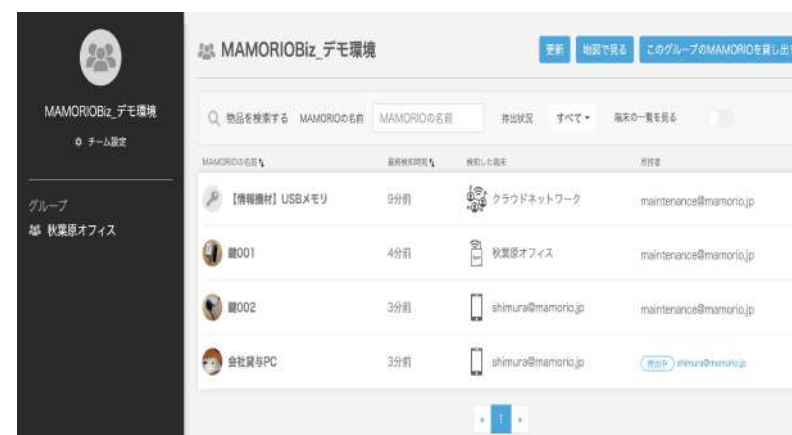 MAMORIOBiz_デモ環境
チーム設定
グループ
秋葉原オフィス
MAMORIOBiz_デモ環境
更新 地図で見る このグループのMAMORIOを貸し出す
物品を検索する MAMORIOの名前 MAMORIOの名前 持出状況 すべて 端末の一覧を見る
MAMORIOの名前 最終検知時刻 検知した端末 所持者
【情報機材】USBメモリ 9分前 クラウドネットワーク maintenance@mamorio.jp
鍵001 4分前 秋葉原オフィス maintenance@mamorio.jp
鍵002 3分前 shimura@mamorio.jp maintenance@mamorio.jp
会社貸与PC 3分前 shimura@mamorio.jp 持出中 shimura@mamorio.jp
« 1 »